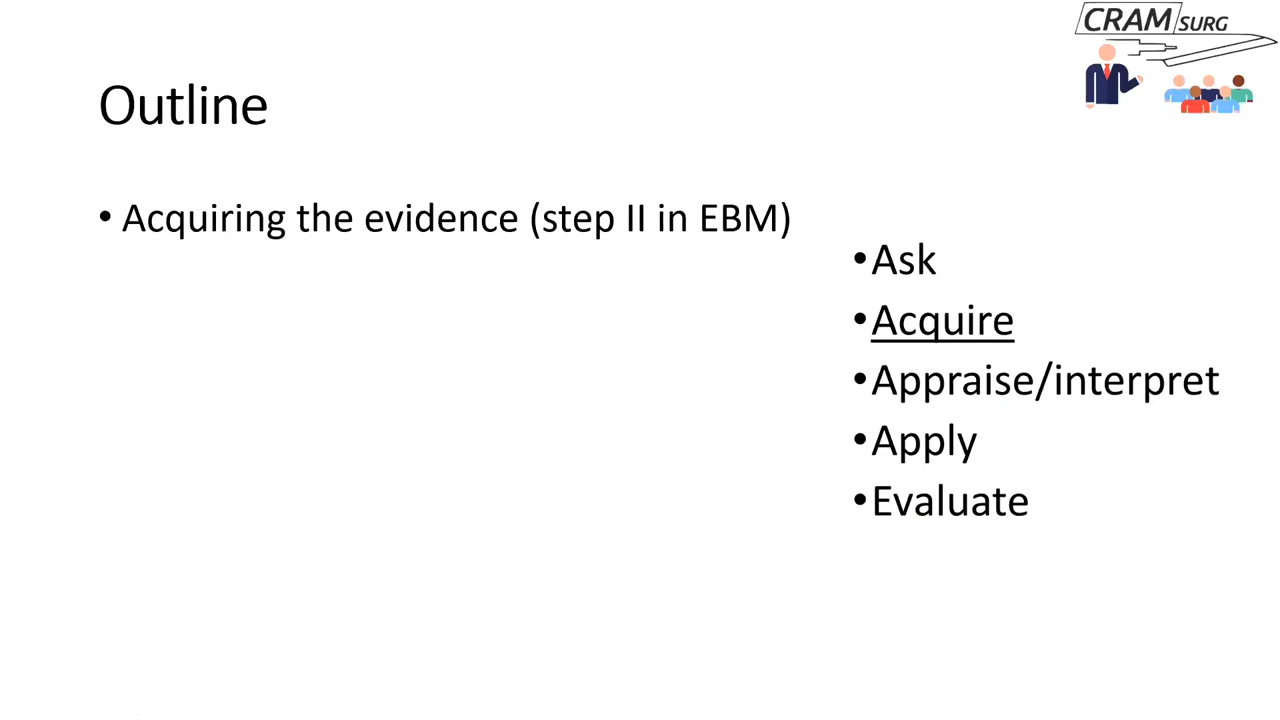 CRAM SURG
Outline
• Acquiring the evidence (step II in EBM)
• Ask
• Acquire
• Appraise/interpret
• Apply
• Evaluate